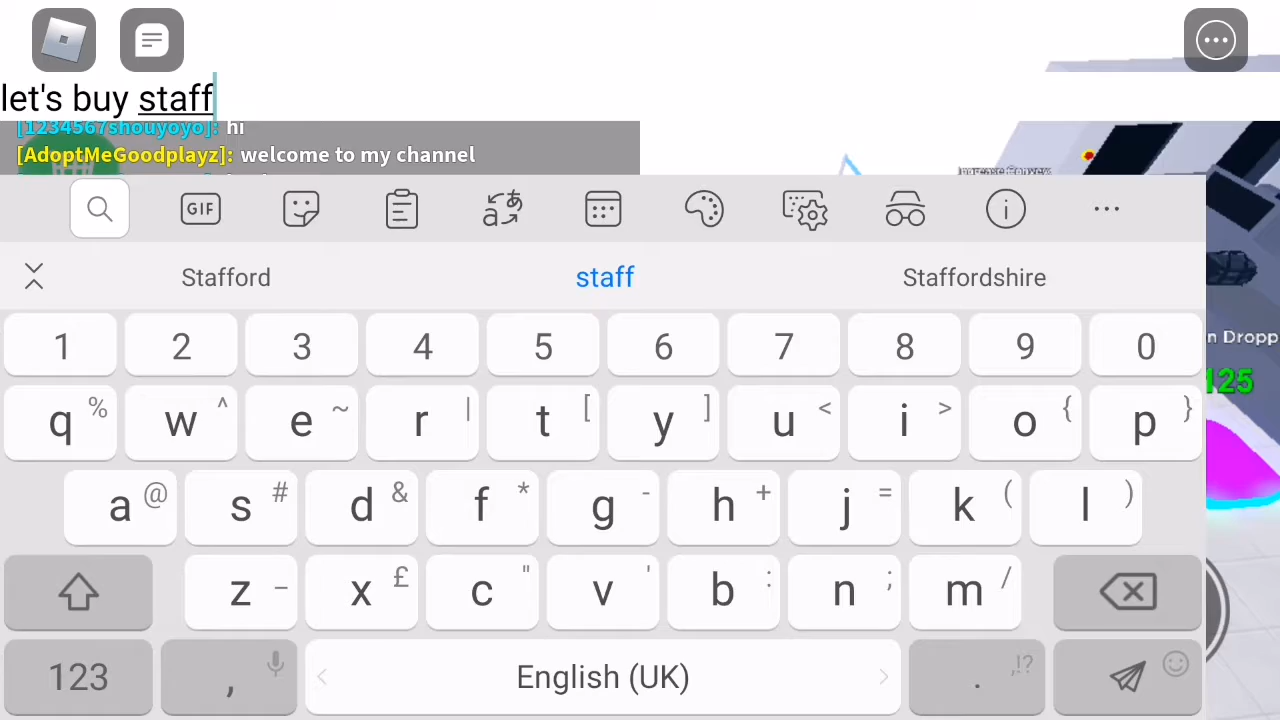 let's buy staff
[1234567shouyoyo]: hi
[AdoptMeGoodplayz]: welcome to my channel
GIF
Stafford staff Staffordshire
1 2 3 4 5 6 7 8 9 0
n Dropp
125
q % w ^ e ~ r | t [ y ] u < i > o { p }
a @ s # d & f * g - h + j = k ( l )
z _ x £ c " v ' b : n ; m /
123 , English (UK) . ,!?